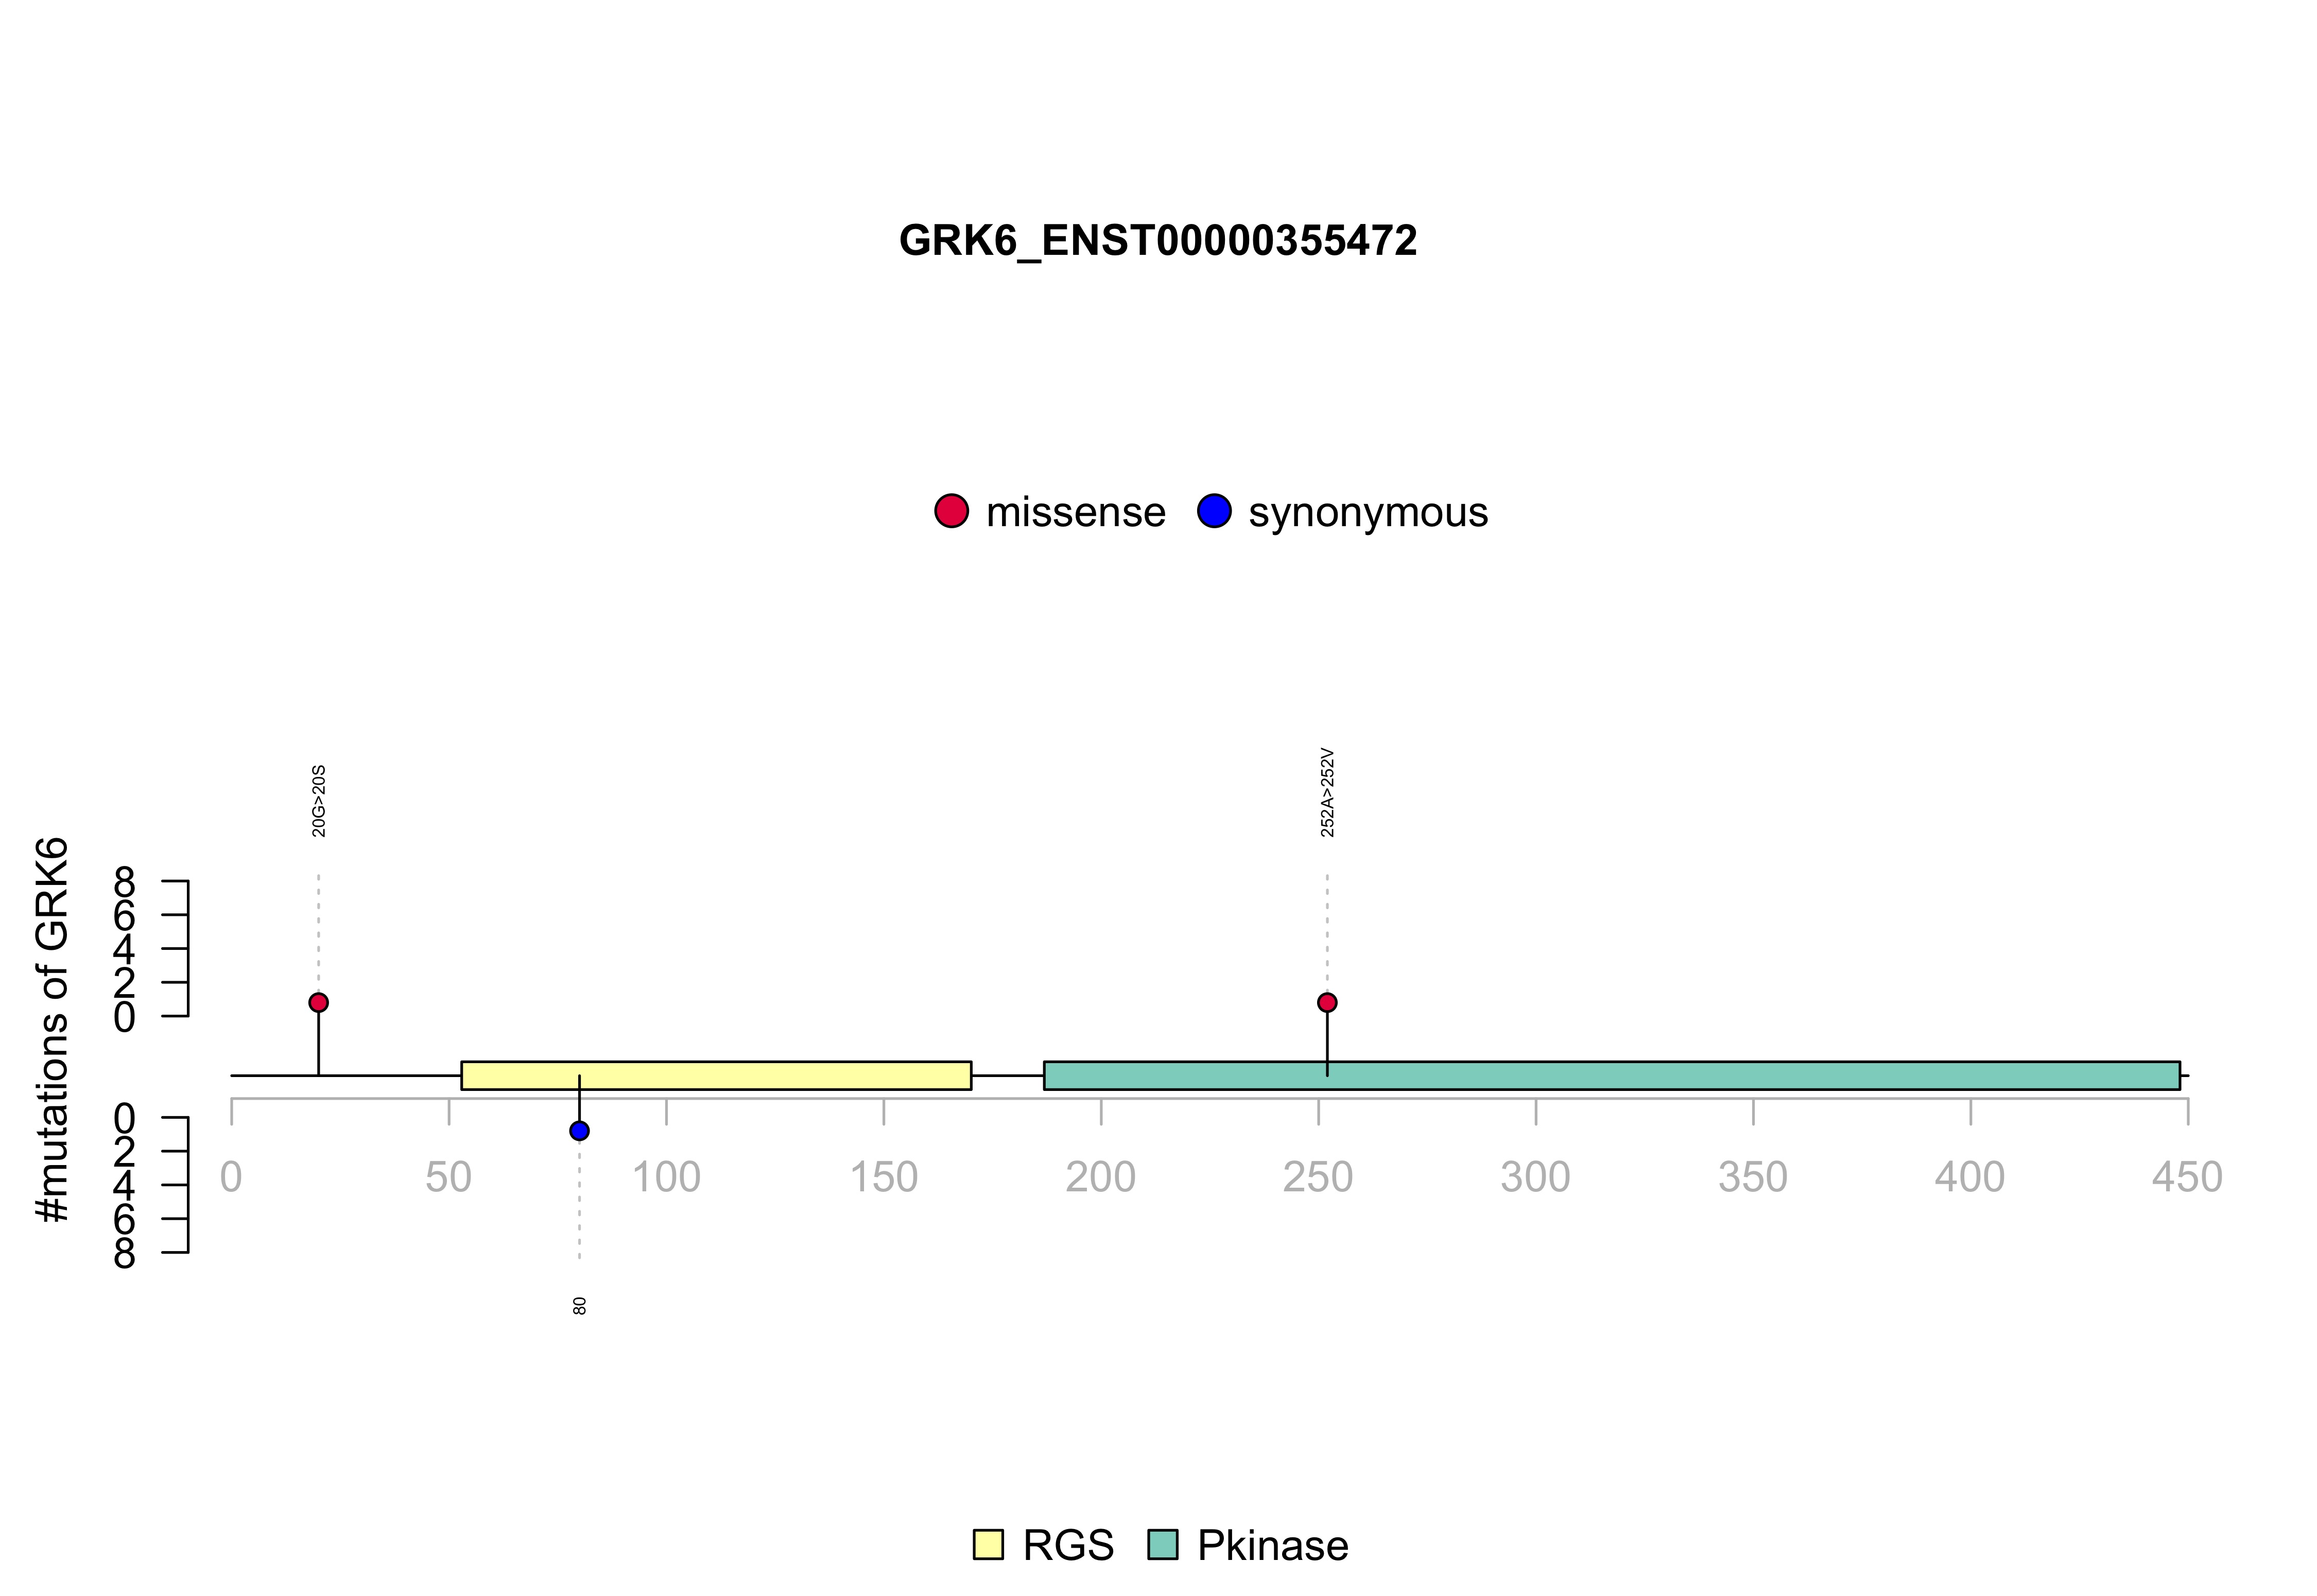 GRK6_ENST00000355472
missense synonymous
20G>20S
252A>252V
#mutations of GRK6
8
6
4
2
0
0
2
4
6
8
0 50 100 150 200 250 300 350 400 450
80
RGS Pkinase